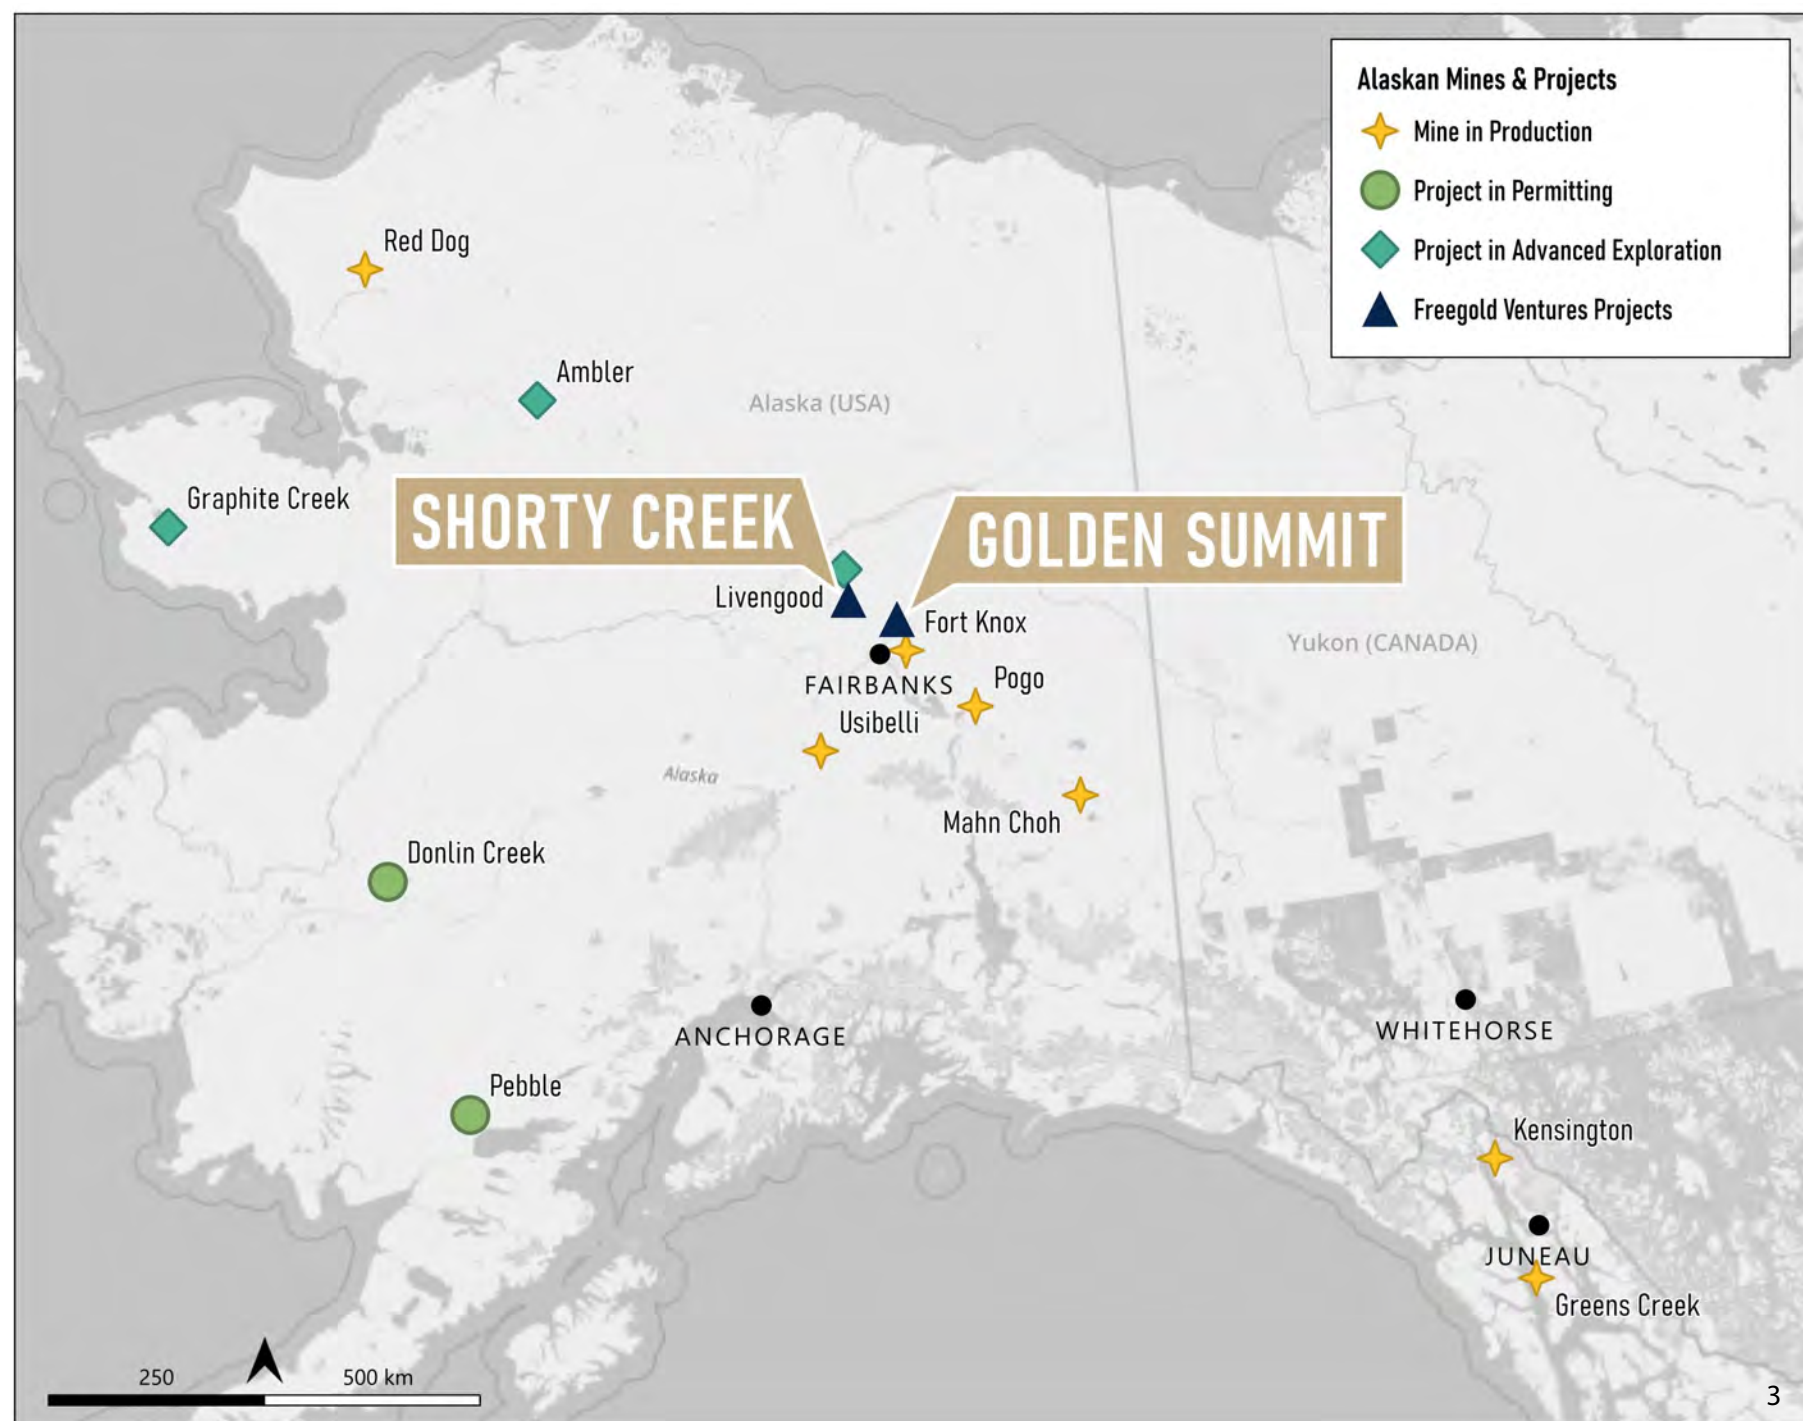 Alaskan Mines & Projects
Mine in Production
Project in Permitting
Project in Advanced Exploration
Freegold Ventures Projects
Red Dog
Ambler
Alaska (USA)
Graphite Creek
SHORTY CREEK
GOLDEN SUMMIT
Livengood
Fort Knox
Yukon (CANADA)
FAIRBANKS
Pogo
Usibelli
Alaska
Mahn Choh
Donlin Creek
ANCHORAGE
WHITEHORSE
Pebble
Kensington
JUNEAU
Greens Creek
250
500 km
3